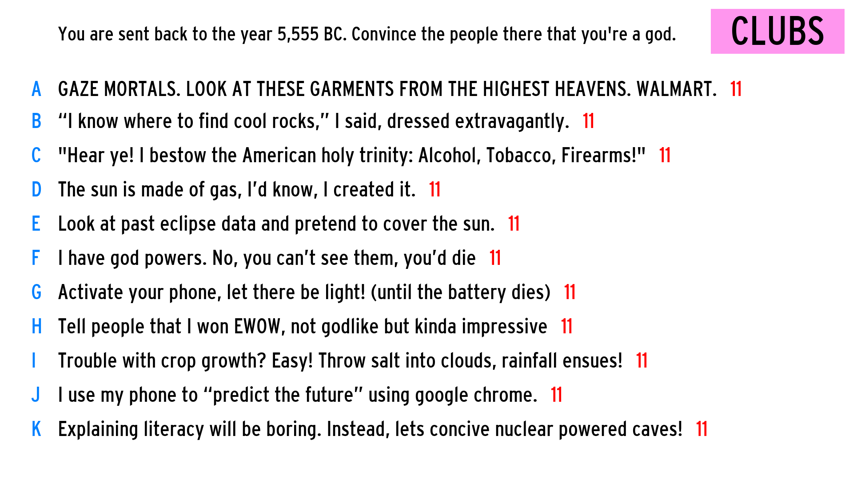 You are sent back to the year 5,555 BC. Convince the people there that you're a god.
CLUBS
A GAZE MORTALS. LOOK AT THESE GARMENTS FROM THE HIGHEST HEAVENS. WALMART. 11
B “I know where to find cool rocks,” I said, dressed extravagantly. 11
C "Hear ye! I bestow the American holy trinity: Alcohol, Tobacco, Firearms!" 11
D The sun is made of gas, I’d know, I created it. 11
E Look at past eclipse data and pretend to cover the sun. 11
F I have god powers. No, you can’t see them, you’d die 11
G Activate your phone, let there be light! (until the battery dies) 11
H Tell people that I won EWOW, not godlike but kinda impressive 11
I Trouble with crop growth? Easy! Throw salt into clouds, rainfall ensues! 11
J I use my phone to “predict the future” using google chrome. 11
K Explaining literacy will be boring. Instead, lets concive nuclear powered caves! 11